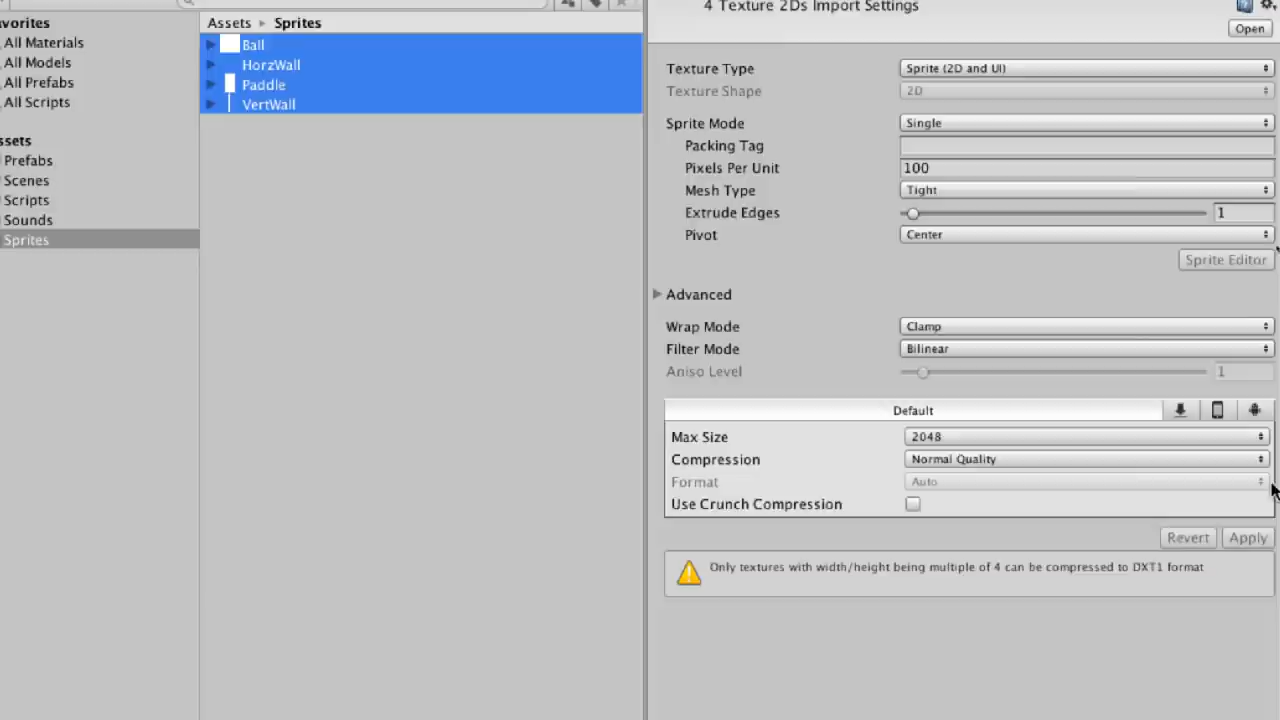 4 Texture 2Ds Import Settings
Open
avorites
All Materials
All Models
All Prefabs
All Scripts
ssets
Prefabs
Scenes
Scripts
Sounds
Sprites
Assets ▸ Sprites
Ball
HorzWall
Paddle
VertWall
Texture Type Sprite (2D and UI)
Texture Shape 2D
Sprite Mode Single
Packing Tag
Pixels Per Unit 100
Mesh Type Tight
Extrude Edges 1
Pivot Center
Sprite Editor
Advanced
Wrap Mode Clamp
Filter Mode Bilinear
Aniso Level 1
Default
Max Size 2048
Compression Normal Quality
Format Auto
Use Crunch Compression
Revert Apply
Only textures with width/height being multiple of 4 can be compressed to DXT1 format